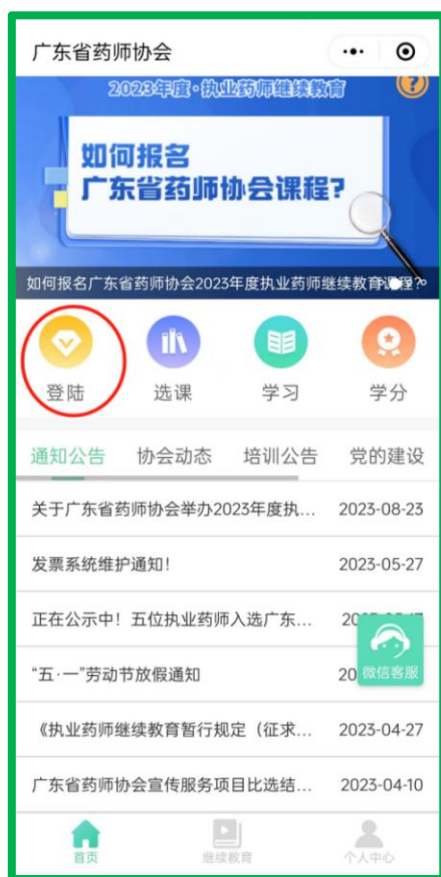 广东省药师协会
2023年度·执业药师继续教育
如何报名
广东省药师协会课程?
如何报名广东省药师协会2023年度执业药师继续教育课程?
登陆 选课 学习 学分
通知公告 协会动态 培训公告 党的建设
关于广东省药师协会举办2023年度执... 2023-08-23
发票系统维护通知! 2023-05-27
正在公示中!五位执业药师入选广东...
“五·一”劳动节放假通知 20
微信客服
《执业药师继续教育暂行规定(征求... 2023-04-27
广东省药师协会宣传服务项目比选结... 2023-04-10
首页 继续教育 个人中心